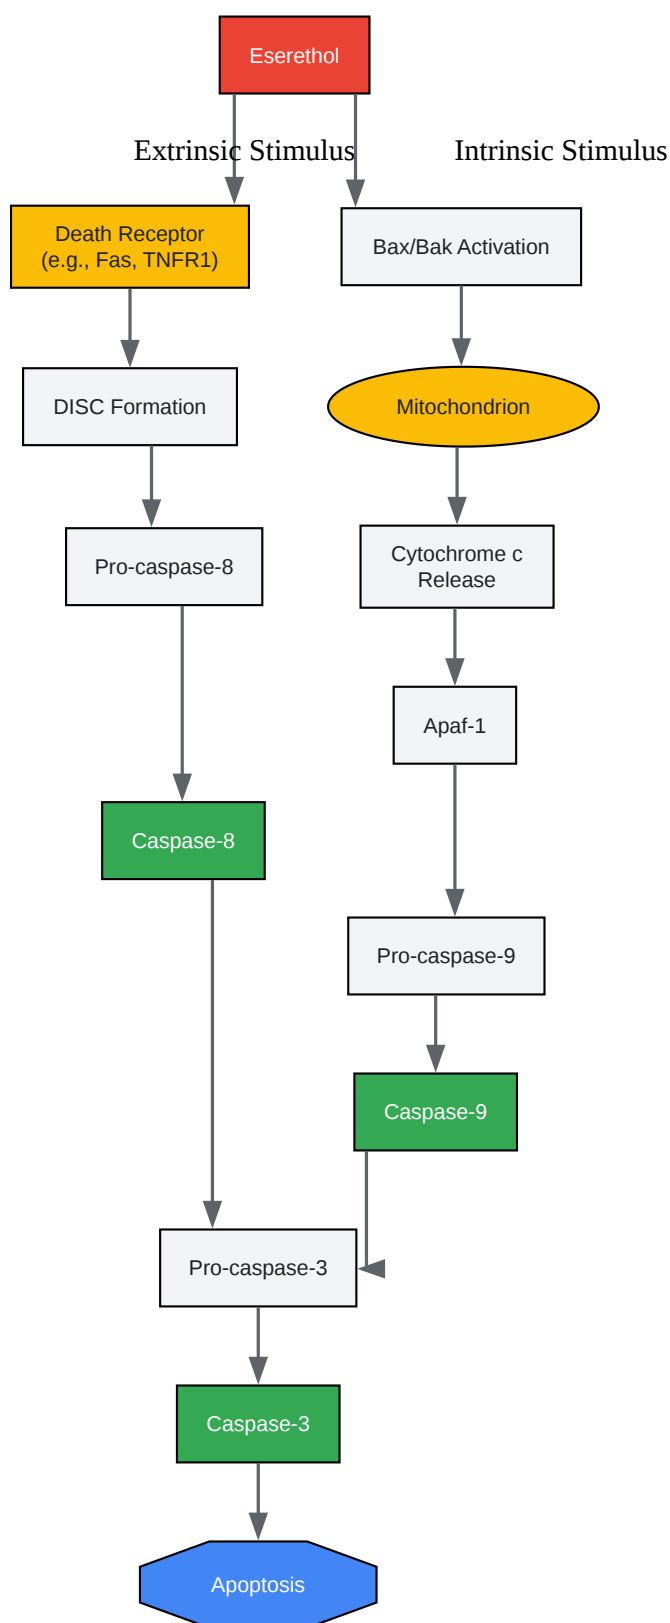 Eserethol
Extrinsic Stimulus
Intrinsic Stimulus
Death Receptor
(e.g., Fas, TNFR1)
Bax/Bak Activation
DISC Formation
Mitochondrion
Pro-caspase-8
Cytochrome c
Release
Apaf-1
Caspase-8
Pro-caspase-9
Caspase-9
Pro-caspase-3
Caspase-3
Apoptosis